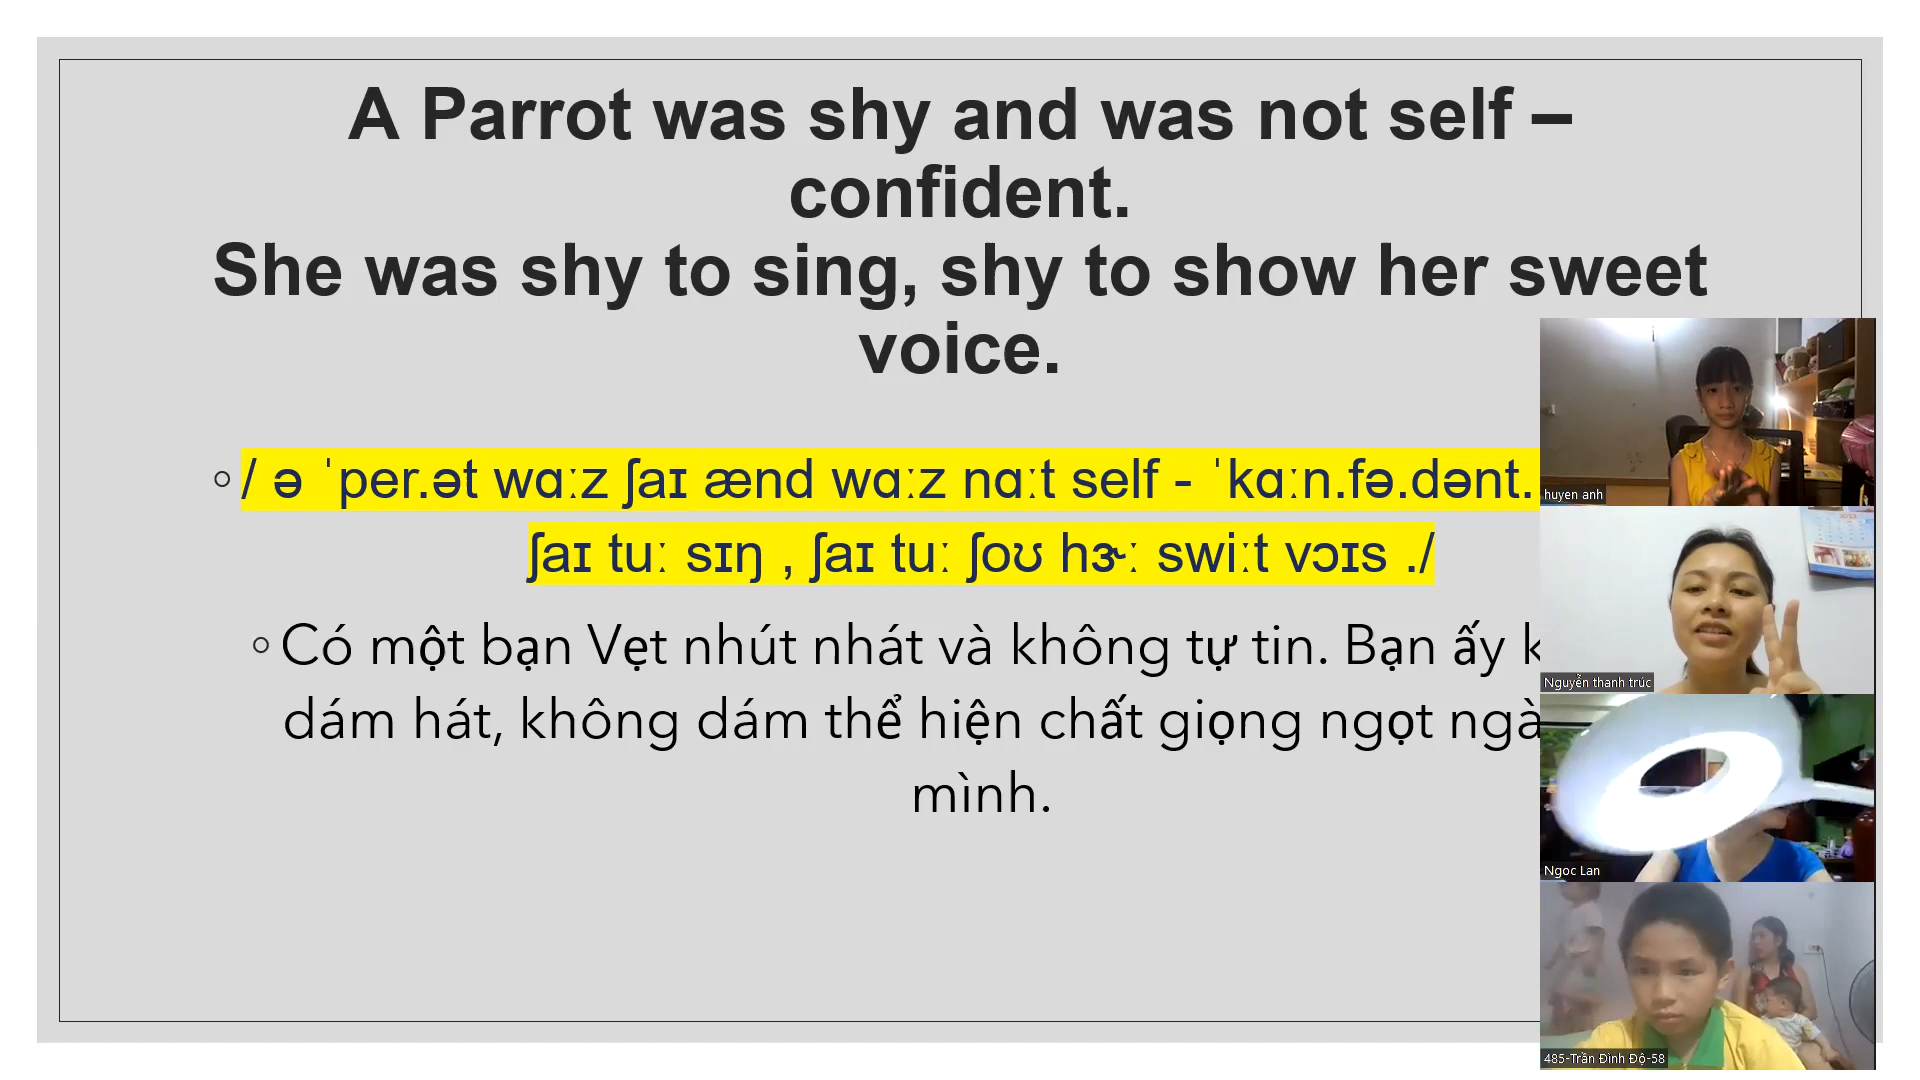 A Parrot was shy and was not self –
confident.
She was shy to sing, shy to show her sweet
voice.
/ ə ˈper.ət wɑːz ʃaɪ ænd wɑːz nɑːt self - ˈkɑːn.fə.dənt.
ʃaɪ tuː sɪŋ , ʃaɪ tuː ʃoʊ hɝː swiːt vɔɪs ./
Có một bạn Vẹt nhút nhát và không tự tin. Bạn ấy
dám hát, không dám thể hiện chất giọng ngọt
mình.
huyen anh
Nguyễn thanh trúc
Ngoc Lan
485-Trần Đình Độ-58